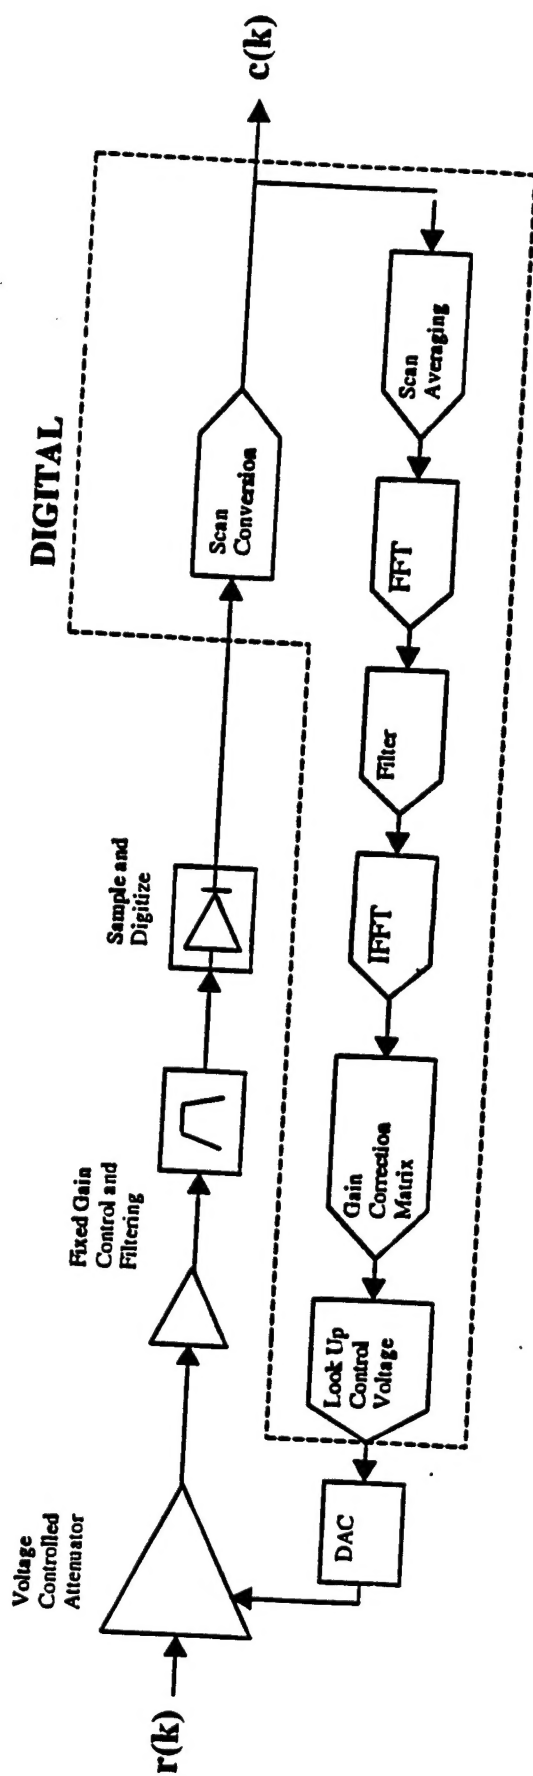 r(k)
Voltage
Controlled
Attenuator
Fixed Gain
Control and
Filtering
Sample and
Digitize
DIGITAL
Scan
Conversion
c(k)
Scan
Averaging
FFT
Filter
IFFT
Gain
Correction
Matrix
Look Up
Control
Voltage
DAC